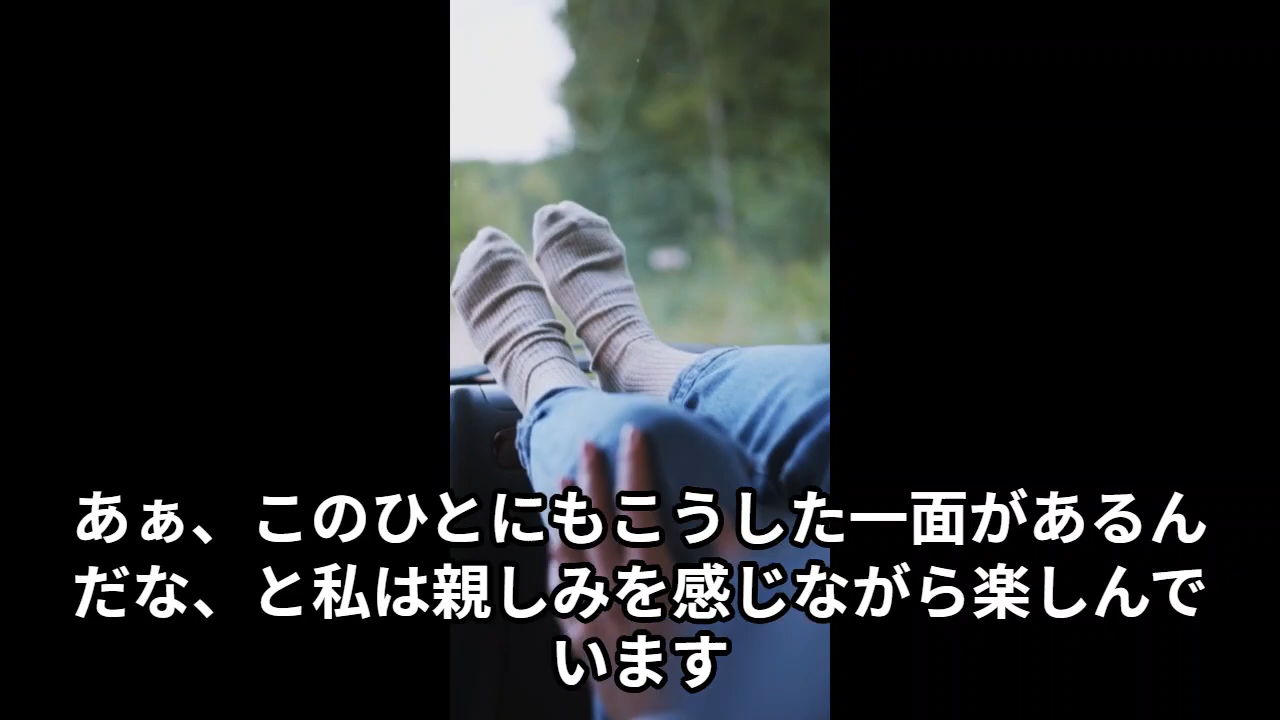 あぁ、このひとにもこうした一面があるん
だな、と私は親しみを感じながら楽しんで
います